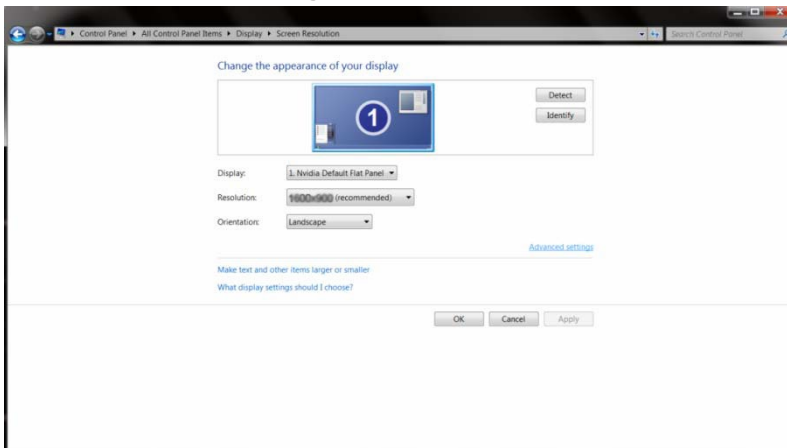 Control Panel ▸ All Control Panel Items ▸ Display ▸ Screen Resolution
Search Control Panel
Change the appearance of your display
1
Detect
Identify
Display: 1. Nvidia Default Flat Panel
Resolution: (recommended)
Orientation: Landscape
Advanced settings
Make text and other items larger or smaller
What display settings should I choose?
OK Cancel Apply